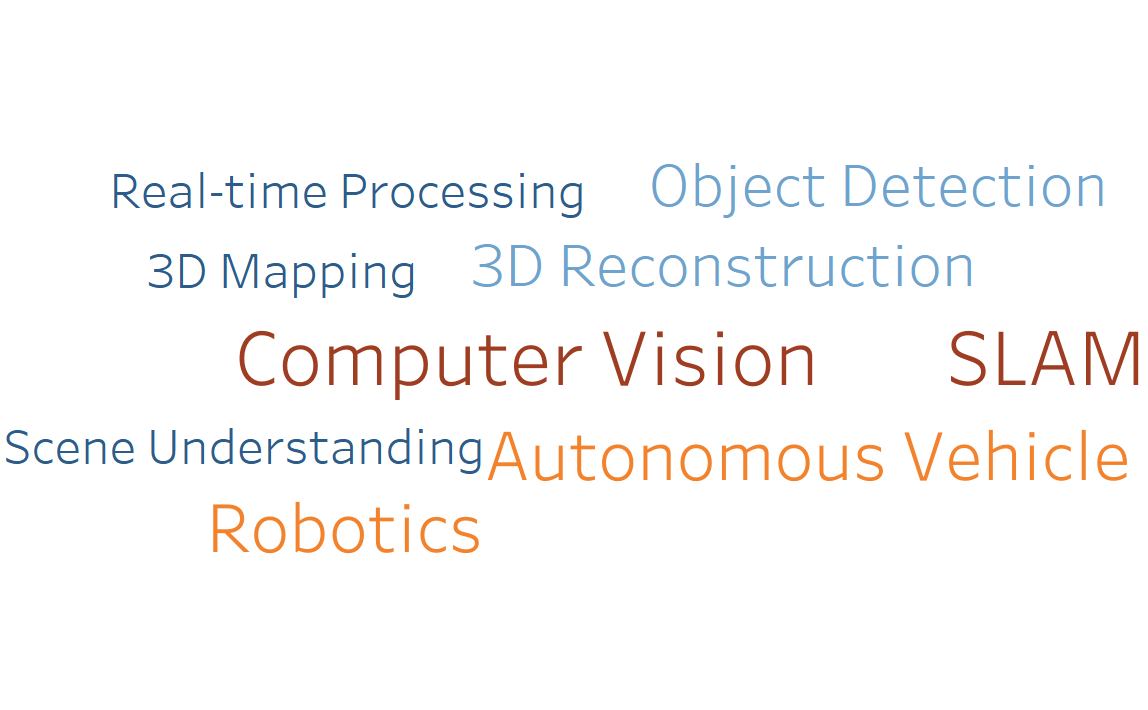 Real-time Processing
Object Detection
3D Mapping
3D Reconstruction
Computer Vision
SLAM
Scene Understanding
Autonomous Vehicle
Robotics